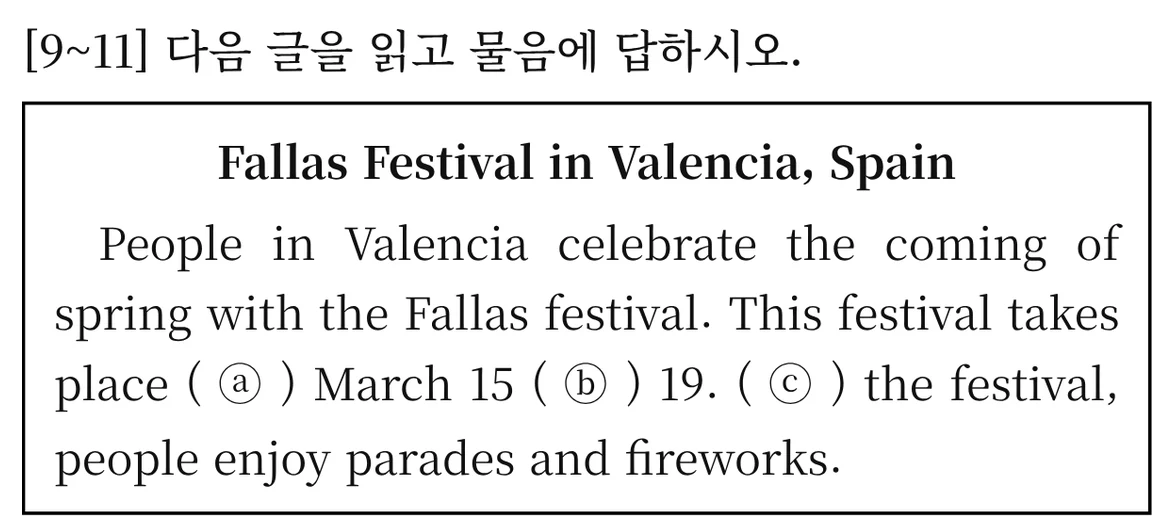 [9~11] 다음 글을 읽고 물음에 답하시오.
Fallas Festival in Valencia, Spain
People in Valencia celebrate the coming of
spring with the Fallas festival. This festival takes
place ( ⓐ ) March 15 ( ⓑ ) 19. ( ⓒ ) the festival,
people enjoy parades and fireworks.